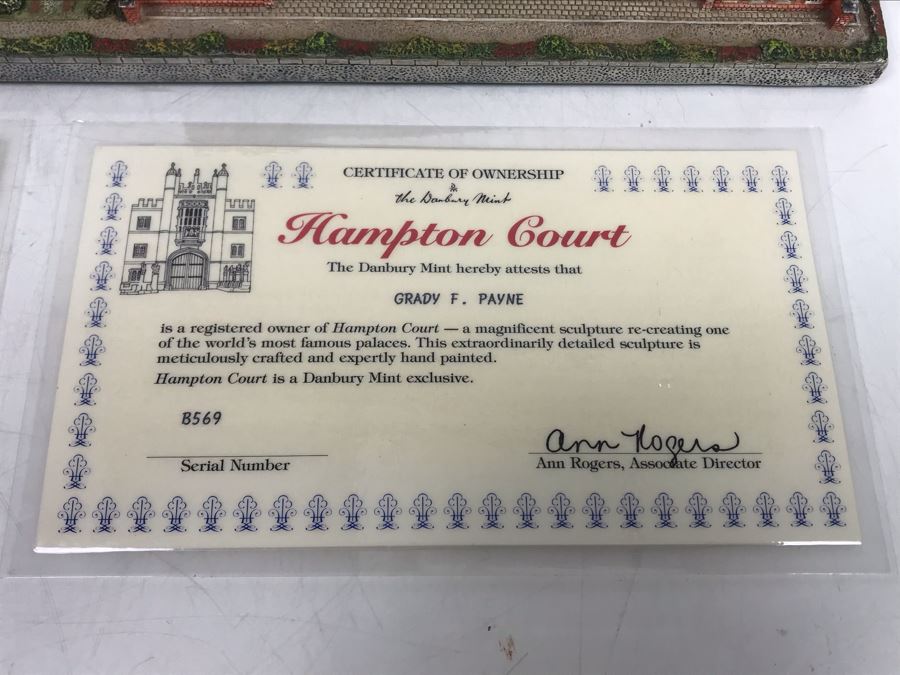 CERTIFICATE OF OWNERSHIP
the Danbury Mint
Hampton Court
The Danbury Mint hereby attests that
GRADY F. PAYNE
is a registered owner of Hampton Court — a magnificent sculpture re-creating one
of the world's most famous palaces. This extraordinarily detailed sculpture is
meticulously crafted and expertly hand painted.
Hampton Court is a Danbury Mint exclusive.
B569
Serial Number
Ann Rogers
Ann Rogers, Associate Director